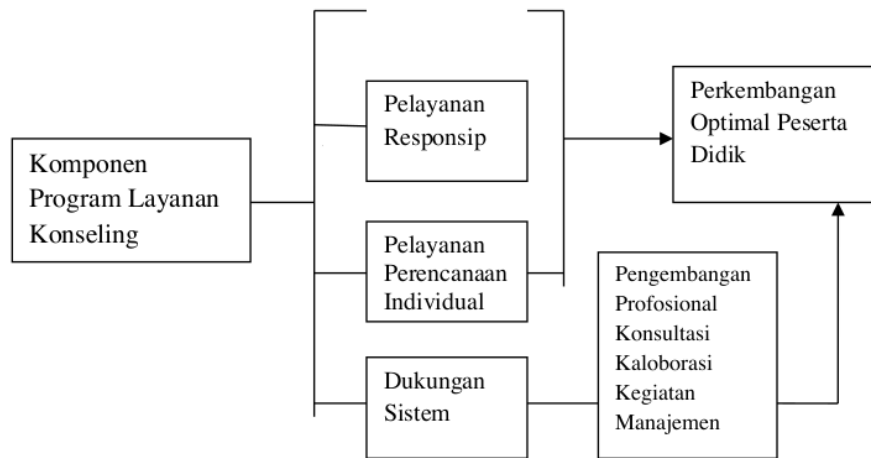 Komponen
Program Layanan
Konseling
Pelayanan
Responsip
Pelayanan
Perencanaan
Individual
Dukungan
Sistem
Perkembangan
Optimal Peserta
Didik
Pengembangan
Profosional
Konsultasi
Kaloborasi
Kegiatan
Manajemen